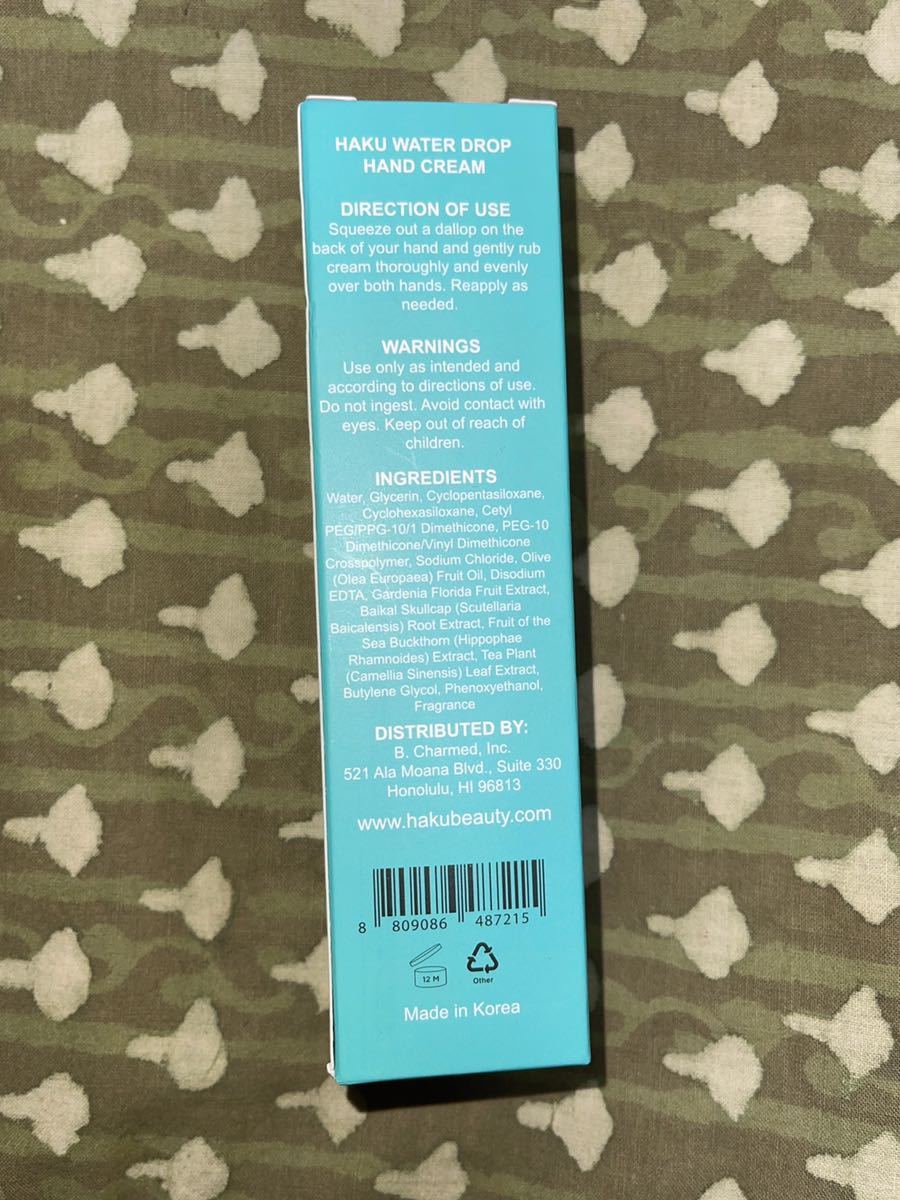 HAKU WATER DROP
HAND CREAM
DIRECTION OF USE
Squeeze out a dallop on the
back of your hand and gently rub
cream thoroughly and evenly
over both hands. Reapply as
needed.
WARNINGS
Use only as intended and
according to directions of use.
Do not ingest. Avoid contact with
eyes. Keep out of reach of
children.
INGREDIENTS
Water, Glycerin, Cyclopentasiloxane,
Cyclohexasiloxane, Cetyl
PEG/PPG-10/1 Dimethicone, PEG-10
Dimethicone/Vinyl Dimethicone
Crosspolymer, Sodium Chloride, Olive
(Olea Europaea) Fruit Oil, Disodium
EDTA, Gardenia Florida Fruit Extract,
Baikal Skullcap (Scutellaria
Baicalensis) Root Extract, Fruit of the
Sea Buckthorn (Hippophae
Rhamnoides) Extract, Tea Plant
(Camellia Sinensis) Leaf Extract,
Butylene Glycol, Phenoxyethanol,
Fragrance
DISTRIBUTED BY:
B. Charmed, Inc.
521 Ala Moana Blvd., Suite 330
Honolulu, HI 96813
www.hakubeauty.com
8 809086 487215
12 M
Other
Made in Korea